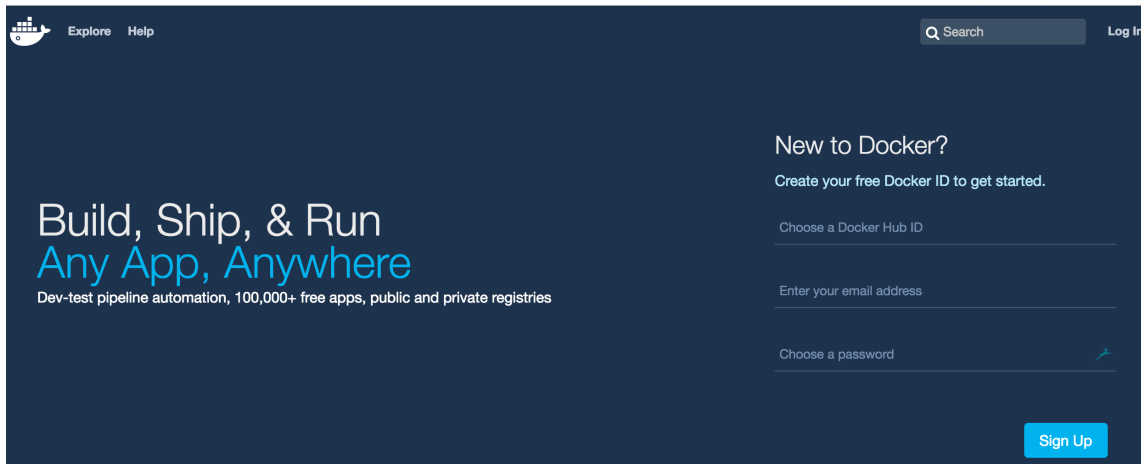 Explore Help Search Log In
New to Docker?
Create your free Docker ID to get started.
Build, Ship, & Run
Any App, Anywhere
Dev-test pipeline automation, 100,000+ free apps, public and private registries
Choose a Docker Hub ID
Enter your email address
Choose a password
Sign Up